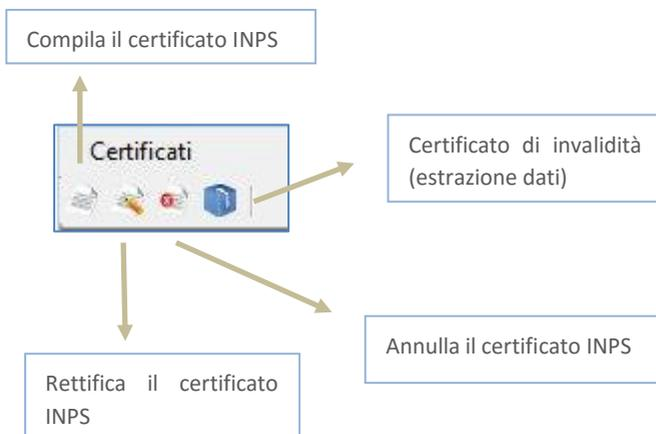 Compila il certificato INPS
Certificati
Certificato di invalidità
(estrazione dati)
Annulla il certificato INPS
Rettifica il certificato
INPS